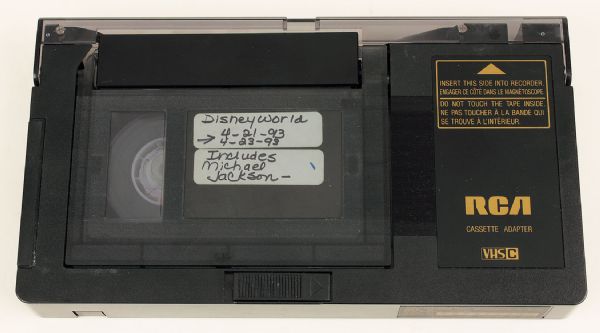 Disneyworld
→ 4-21-93
4-23-93
Includes
Michael
Jackson -
INSERT THIS SIDE INTO RECORDER.
ENGAGER CE CÔTÉ DANS LE MAGNÉTOSCOPE.
DO NOT TOUCH THE TAPE INSIDE.
NE PAS TOUCHER À LA BANDE QUI
SE TROUVE À L'INTÉRIEUR.
RCA
CASSETTE ADAPTER
VHS C